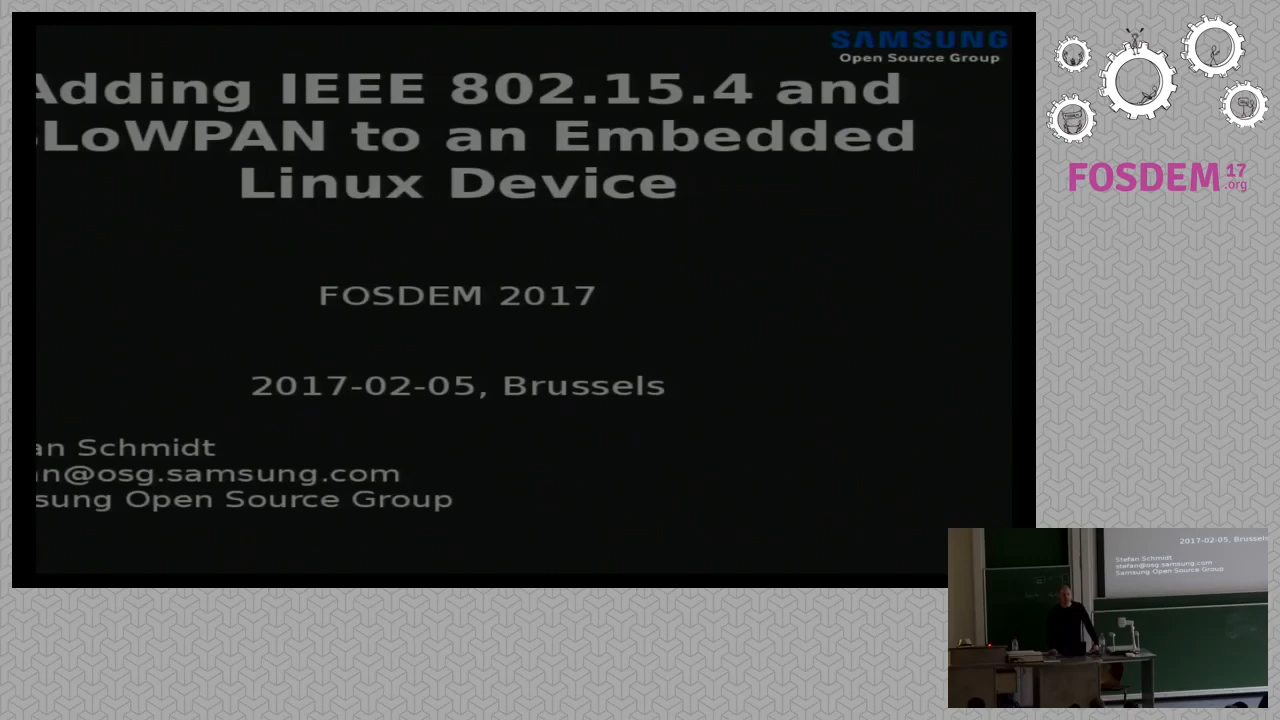 SAMSUNG
Open Source Group
Adding IEEE 802.15.4 and
LoWPAN to an Embedded
Linux Device
FOSDEM 2017
2017-02-05, Brussels
an Schmidt
n@osg.samsung.com
sung Open Source Group
FOSDEM 17
.org
2017-02-05, Brussels
Stefan Schmidt
stefan@osg.samsung.com
Samsung Open Source Group